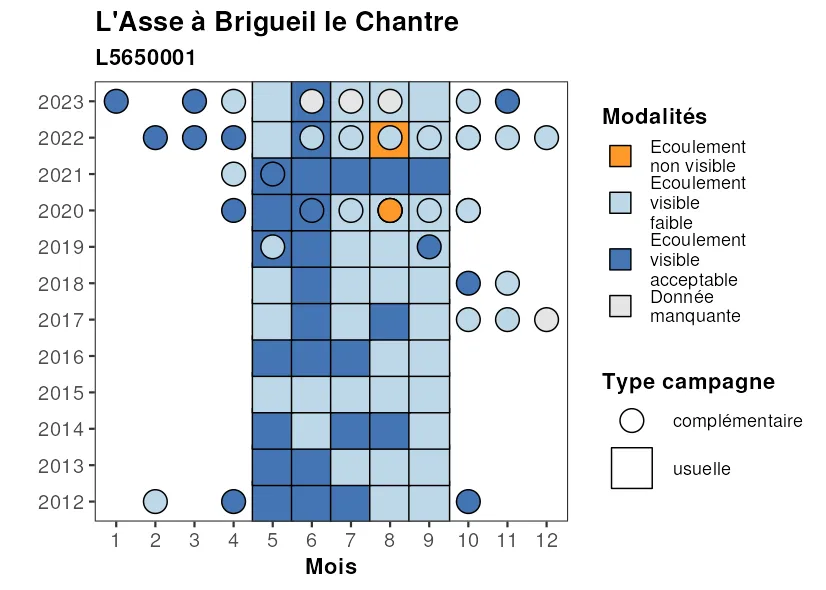 L'Asse à Brigueil le Chantre
L5650001
2023
2022
2021
2020
2019
2018
2017
2016
2015
2014
2013
2012
1 2 3 4 5 6 7 8 9 10 11 12
Mois
Modalités
Ecoulement
non visible
Ecoulement
visible
faible
Ecoulement
visible
acceptable
Donnée
manquante
Type campagne
complémentaire
usuelle